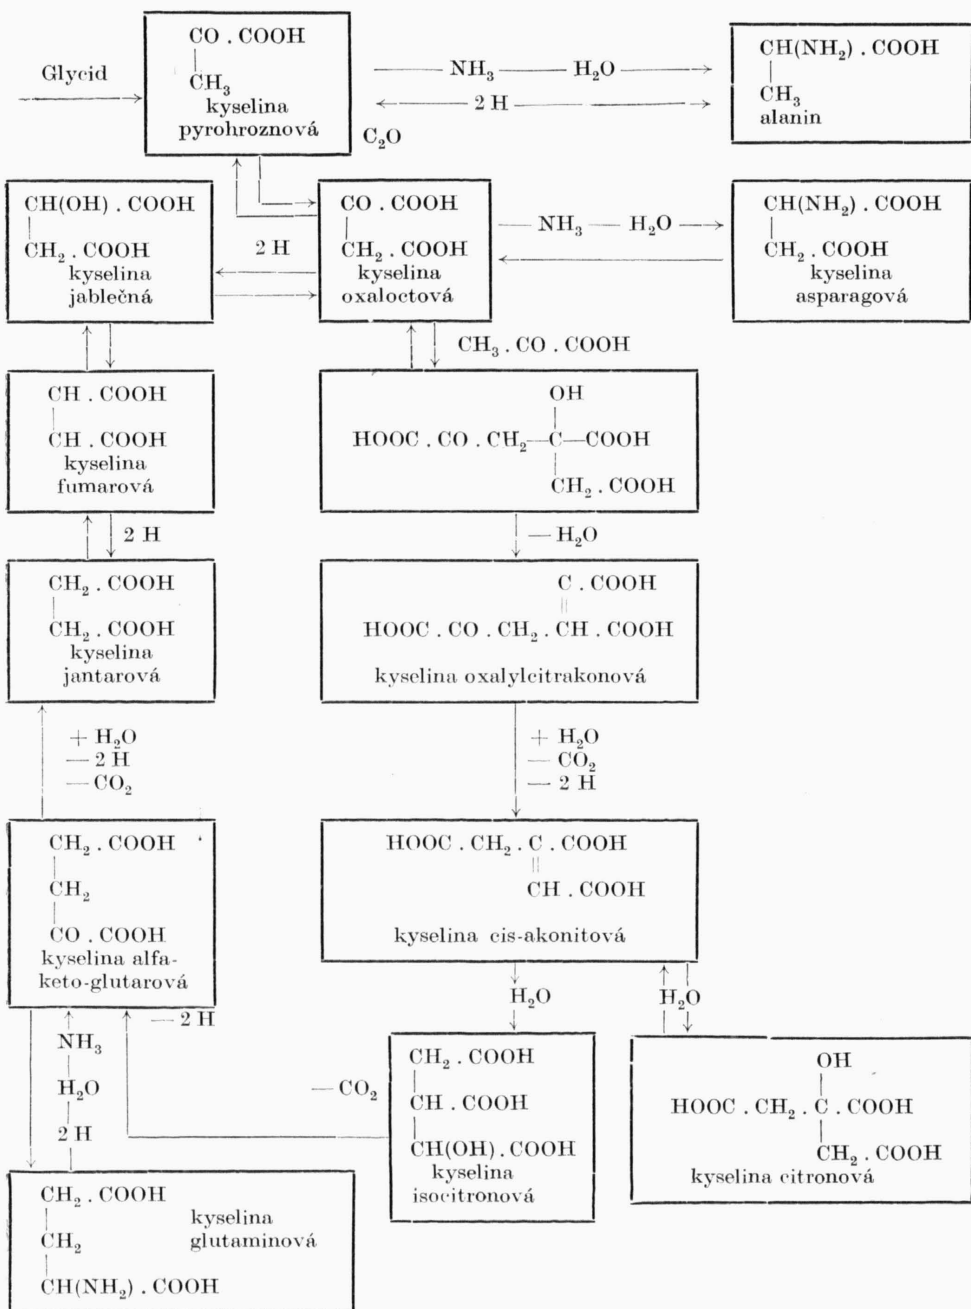 Glycid
CO . COOH
CH₃
kyselina
pyrohroznová
NH₃ — H₂O
2 H
C₂O
CH(NH₂) . COOH
CH₃
alanin
CH(OH) . COOH
CH₂ . COOH
kyselina
jablečná
2 H
CO . COOH
CH₂ . COOH
kyselina
oxaloctová
— NH₃ — H₂O
CH(NH₂) . COOH
CH₂ . COOH
kyselina
asparagová
CH₃ . CO . COOH
CH . COOH
CH . COOH
kyselina
fumarová
OH
HOOC . CO . CH₂—C—COOH
CH₂ . COOH
2 H
— H₂O
CH₂ . COOH
CH₂ . COOH
kyselina
jantarová
C . COOH
HOOC . CO . CH₂ . CH . COOH
kyselina oxalylcitrakonová
+ H₂O
— 2 H
— CO₂
+ H₂O
— CO₂
— 2 H
CH₂ . COOH
CH₂
CO . COOH
kyselina alfa-
keto-glutarová
HOOC . CH₂ . C . COOH
CH . COOH
kyselina cis-akonitová
H₂O
H₂O
— 2 H
NH₃
H₂O
2 H
— CO₂
CH₂ . COOH
CH . COOH
CH(OH) . COOH
kyselina
isocitronová
OH
HOOC . CH₂ . C . COOH
CH₂ . COOH
kyselina citronová
CH₂ . COOH
kyselina
CH₂ glutaminová
CH(NH₂) . COOH